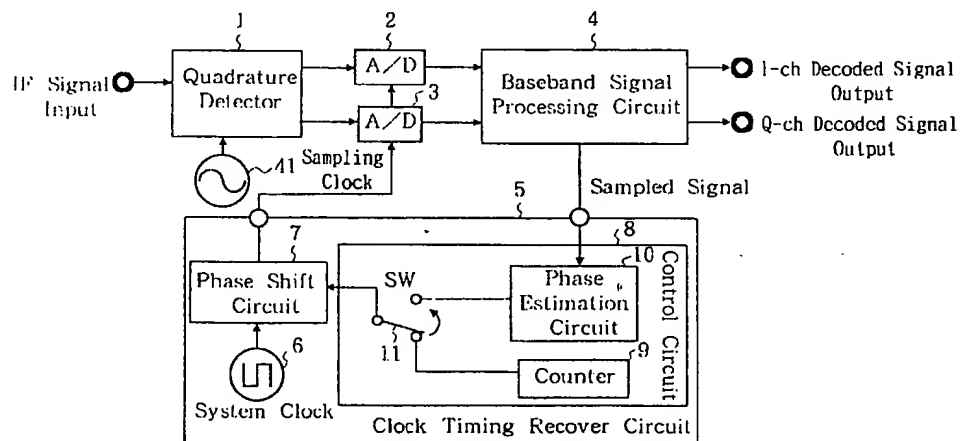 1
2
4
IF Signal
Input
Quadrature
Detector
A/D
3
A/D
Baseband Signal
Processing Circuit
I-ch Decoded Signal
Output
Q-ch Decoded Signal
Output
41
Sampling
Clock
Sampled Signal
5
7
8
10
Phase Shift
Circuit
SW
Phase
Estimation
Circuit
Control Circuit
11
9
Counter
6
System Clock
Clock Timing Recover Circuit